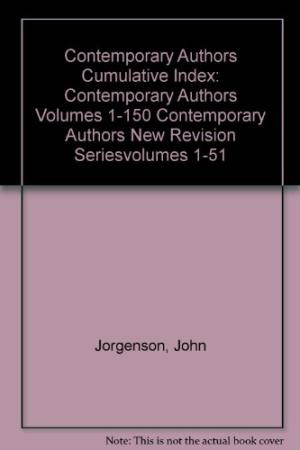 Contemporary Authors
Cumulative Index:
Contemporary Authors
Volumes 1-150 Contemporary
Authors New Revision
Seriesvolumes 1-51
Jorgenson, John
Note: This is not the actual book cover